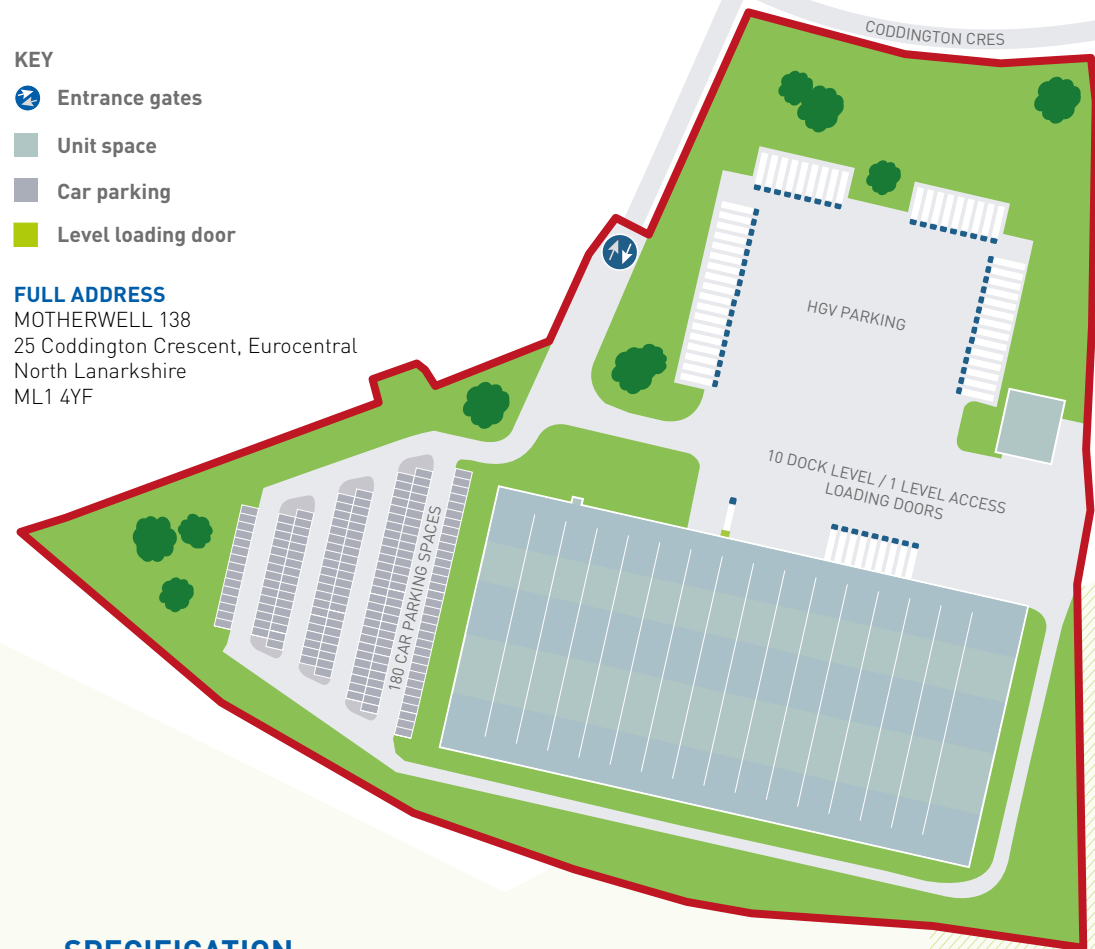 KEY
Entrance gates
Unit space
Car parking
Level loading door
FULL ADDRESS
MOTHERWELL 138
25 Coddington Crescent, Eurocentral
North Lanarkshire
ML1 4YF
CODDINGTON CRES
HGV PARKING
10 DOCK LEVEL / 1 LEVEL ACCESS
LOADING DOORS
180 CAR PARKING SPACES
SPECIFICATION